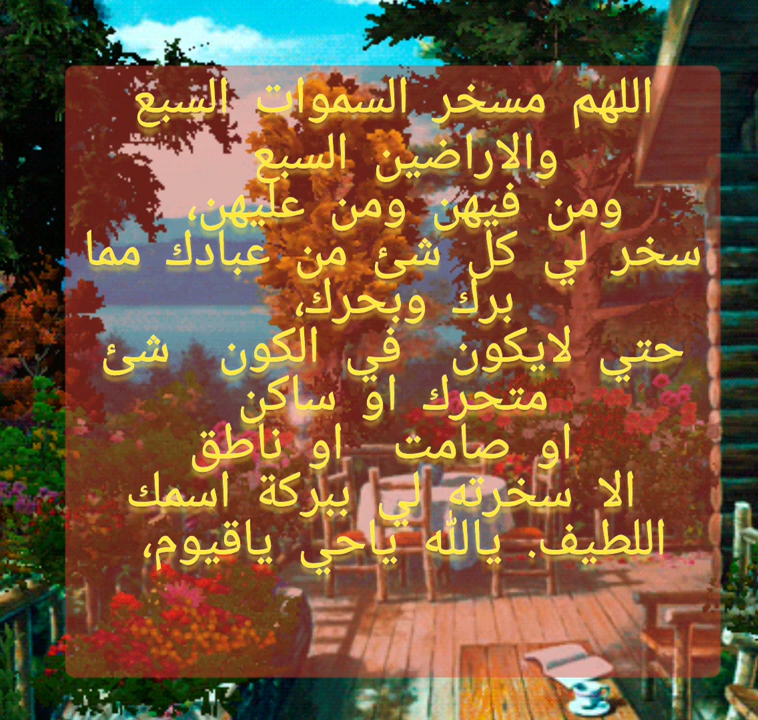 اللهم مسخر السموات السبع
والاراضين السبع
ومن فيهن ومن عليهن،
سخر لي كل شئ من عبادك مما
برك وبحرك،
حتي لايكون في الكون شئ
متحرك او ساكن
او صامت او ناطق
الا سخرته لي ببركة اسمك
اللطيف. يالله ياحي ياقيوم،